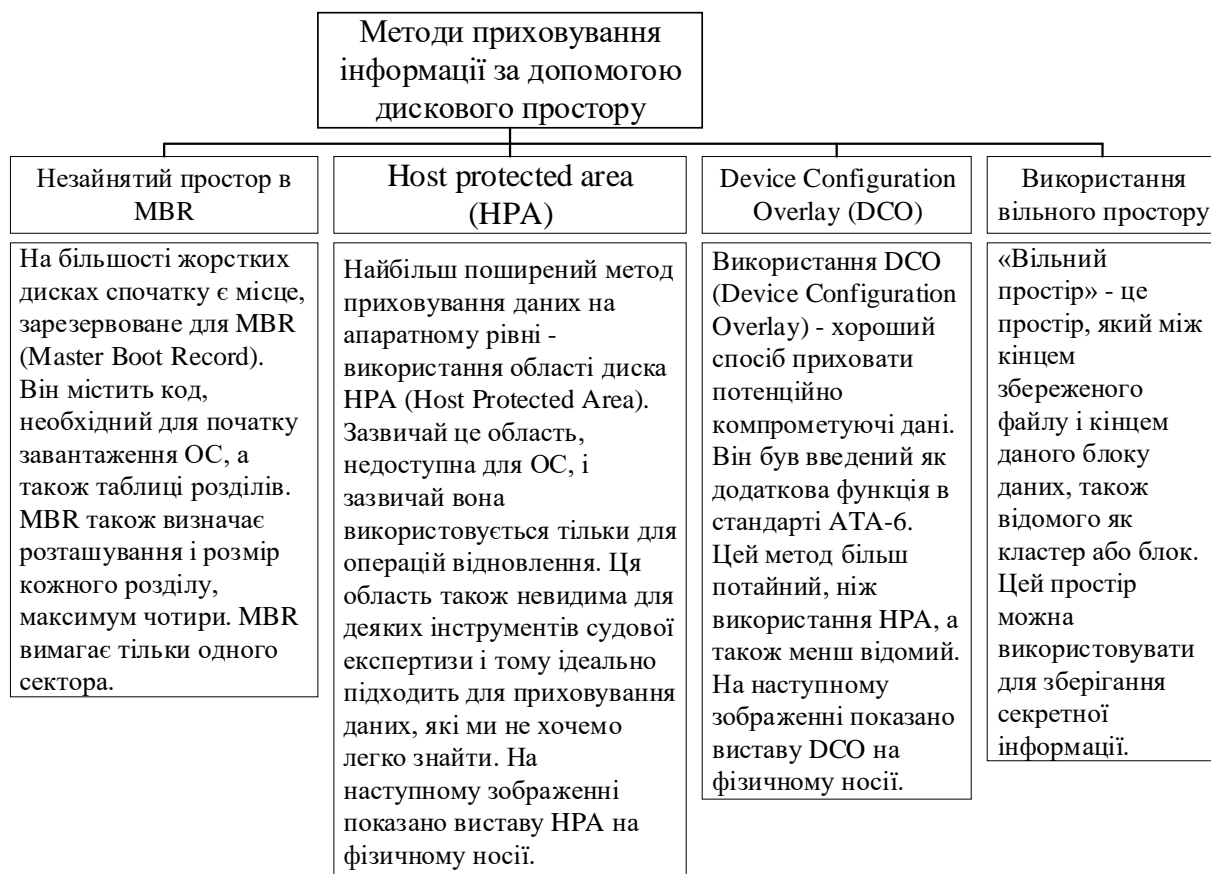 Методи приховування
інформації за допомогою
дискового простору
Незайнятий простор в
MBR
На більшості жорстких
дисках спочатку є місце,
зарезервоване для MBR
(Master Boot Record).
Він містить код,
необхідний для початку
завантаження ОС, а
також таблиці розділів.
MBR також визначає
розташування і розмір
кожного розділу,
максимум чотири. MBR
вимагає тільки одного
сектора.
Host protected area
(HPA)
Найбільш поширений метод
приховування даних на
апаратному рівні -
використання області диска
HPA (Host Protected Area).
Зазвичай це область,
недоступна для ОС, і
зазвичай вона
використовується тільки для
операцій відновлення. Ця
область також невидима для
деяких інструментів судової
експертизи і тому ідеально
підходить для приховування
даних, які ми не хочемо
легко знайти. На
наступному зображенні
показано виставу HPA на
фізичному носії.
Device Configuration
Overlay (DCO)
Використання DCO
(Device Configuration
Overlay) - хороший
спосіб приховати
потенційно
компрометуючі дані.
Він був введений як
додаткова функція в
стандарті ATA-6.
Цей метод більш
потайний, ніж
використання HPA, а
також менш відомий.
На наступному
зображенні показано
виставу DCO на
фізичному носії.
Використання
вільного простору
«Вільний
простір» - це
простір, який між
кінцем
збереженого
файлу і кінцем
даного блоку
даних, також
відомого як
кластер або блок.
Цей простір
можна
використовувати
для зберігання
секретної
інформації.